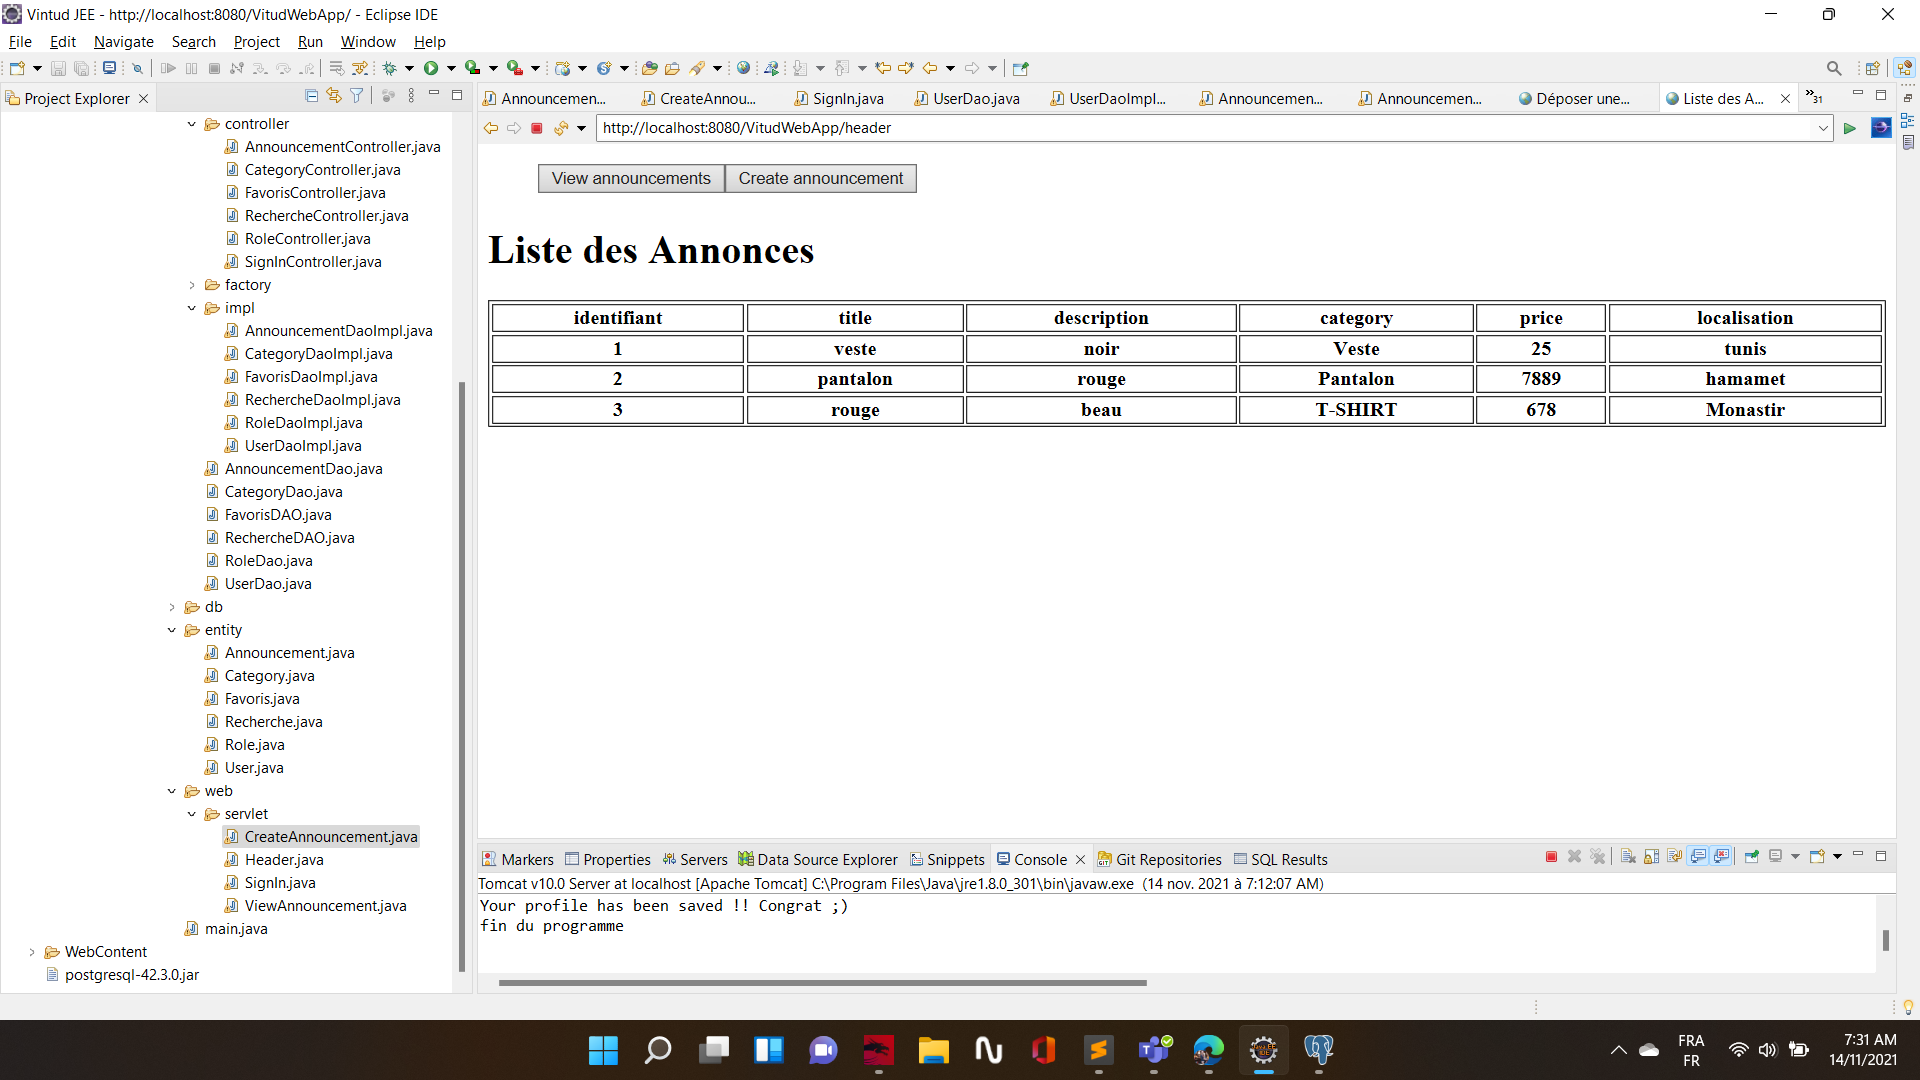 Vintud JEE - http://localhost:8080/VitudWebApp/ - Eclipse IDE
File Edit Navigate Search Project Run Window Help
Project Explorer
controller
AnnouncementController.java
CategoryController.java
FavorisController.java
RechercheController.java
RoleController.java
SignInController.java
factory
impl
AnnouncementDaoImpl.java
CategoryDaoImpl.java
FavorisDaoImpl.java
RechercheDaoImpl.java
RoleDaoImpl.java
UserDaoImpl.java
AnnouncementDao.java
CategoryDao.java
FavorisDAO.java
RechercheDAO.java
RoleDao.java
UserDao.java
db
entity
Announcement.java
Category.java
Favoris.java
Recherche.java
Role.java
User.java
web
servlet
CreateAnnouncement.java
Header.java
SignIn.java
ViewAnnouncement.java
main.java
WebContent
postgresql-42.3.0.jar
Announcemen... CreateAnnou... SignIn.java UserDao.java UserDaoImpl... Announcemen... Announcemen... Déposer une... Liste des A... 31
http://localhost:8080/VitudWebApp/header
View announcements Create announcement
Liste des Annonces
identifiant title description category price localisation
1 veste noir Veste 25 tunis
2 pantalon rouge Pantalon 7889 hamamet
3 rouge beau T-SHIRT 678 Monastir
Markers Properties Servers Data Source Explorer Snippets Console Git Repositories SQL Results
Tomcat v10.0 Server at localhost [Apache Tomcat] C:\Program Files\Java\jre1.8.0_301\bin\javaw.exe (14 nov. 2021 à 7:12:07 AM)
Your profile has been saved !! Congrat ;)
fin du programme
FRA
FR
7:31 AM
14/11/2021